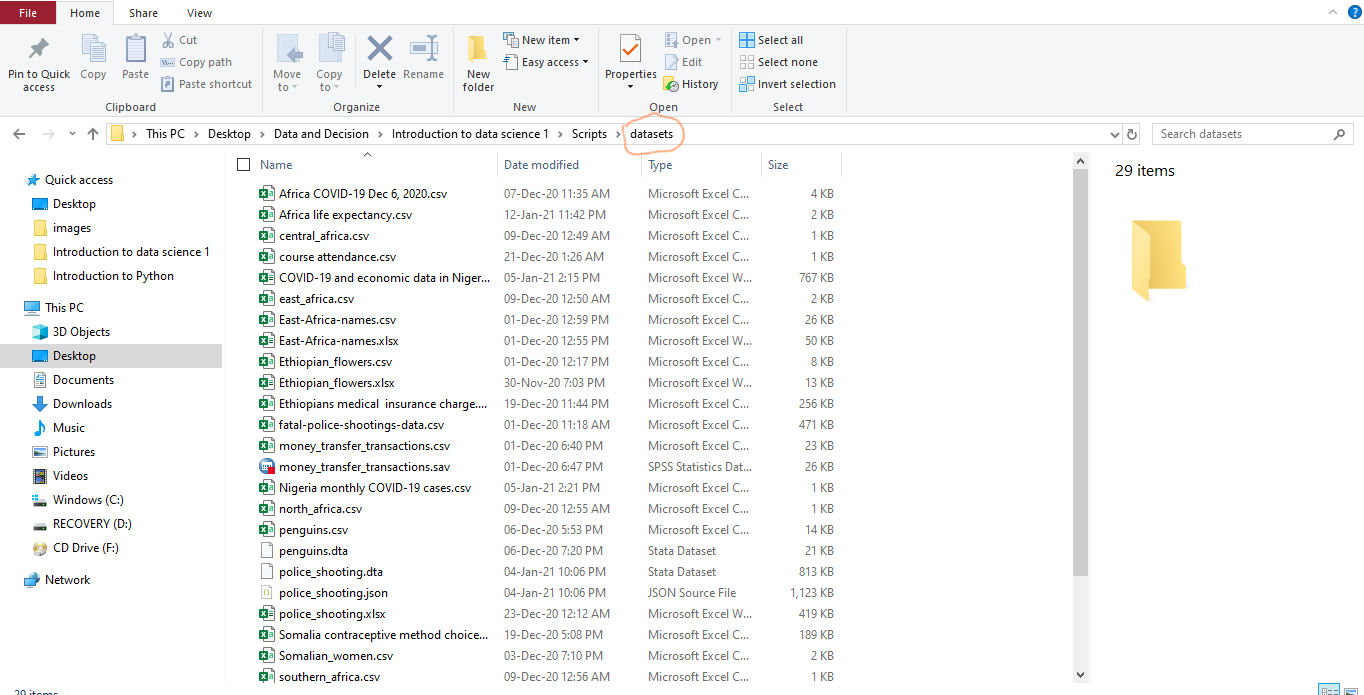 File Home Share View
Pin to Quick access
Copy
Paste
Cut
Copy path
Paste shortcut
Clipboard
Move to
Copy to
Delete
Rename
Organize
New folder
New item
Easy access
New
Properties
Open
Edit
History
Open
Select all
Select none
Invert selection
Select
This PC > Desktop > Data and Decision > Introduction to data science 1 > Scripts > datasets
Search datasets
Quick access
Desktop
images
Introduction to data science 1
Introduction to Python
This PC
3D Objects
Desktop
Documents
Downloads
Music
Pictures
Videos
Windows (C:)
RECOVERY (D:)
CD Drive (F:)
Network
Name Date modified Type Size
Africa COVID-19 Dec 6, 2020.csv 07-Dec-20 11:35 AM Microsoft Excel C... 4 KB
Africa life expectancy.csv 12-Jan-21 11:42 PM Microsoft Excel C... 2 KB
central_africa.csv 09-Dec-20 12:49 AM Microsoft Excel C... 1 KB
course attendance.csv 21-Dec-20 1:26 AM Microsoft Excel C... 1 KB
COVID-19 and economic data in Niger... 05-Jan-21 2:15 PM Microsoft Excel W... 767 KB
east_africa.csv 09-Dec-20 12:50 AM Microsoft Excel C... 2 KB
East-Africa-names.csv 01-Dec-20 12:59 PM Microsoft Excel C... 26 KB
East-Africa-names.xlsx 01-Dec-20 12:55 PM Microsoft Excel W... 50 KB
Ethiopian_flowers.csv 01-Dec-20 12:17 PM Microsoft Excel C... 8 KB
Ethiopian_flowers.xlsx 30-Nov-20 7:03 PM Microsoft Excel W... 13 KB
Ethiopians medical  insurance charge.... 19-Dec-20 11:44 PM Microsoft Excel C... 256 KB
fatal-police-shootings-data.csv 01-Dec-20 11:18 AM Microsoft Excel C... 471 KB
money_transfer_transactions.csv 01-Dec-20 6:40 PM Microsoft Excel C... 23 KB
money_transfer_transactions.sav 01-Dec-20 6:47 PM SPSS Statistics Dat... 26 KB
Nigeria monthly COVID-19 cases.csv 05-Jan-21 2:21 PM Microsoft Excel C... 1 KB
north_africa.csv 09-Dec-20 12:55 AM Microsoft Excel C... 1 KB
penguins.csv 06-Dec-20 5:53 PM Microsoft Excel C... 14 KB
penguins.dta 06-Dec-20 7:20 PM Stata Dataset 21 KB
police_shooting.dta 04-Jan-21 10:06 PM Stata Dataset 813 KB
police_shooting.json 04-Jan-21 10:06 PM JSON Source File 1,123 KB
police_shooting.xlsx 23-Dec-20 12:12 AM Microsoft Excel W... 419 KB
Somalia contraceptive method choice... 19-Dec-20 5:08 PM Microsoft Excel C... 189 KB
Somalian_women.csv 03-Dec-20 7:10 PM Microsoft Excel C... 2 KB
southern_africa.csv 09-Dec-20 12:56 AM Microsoft Excel C... 1 KB
29 items
29 items